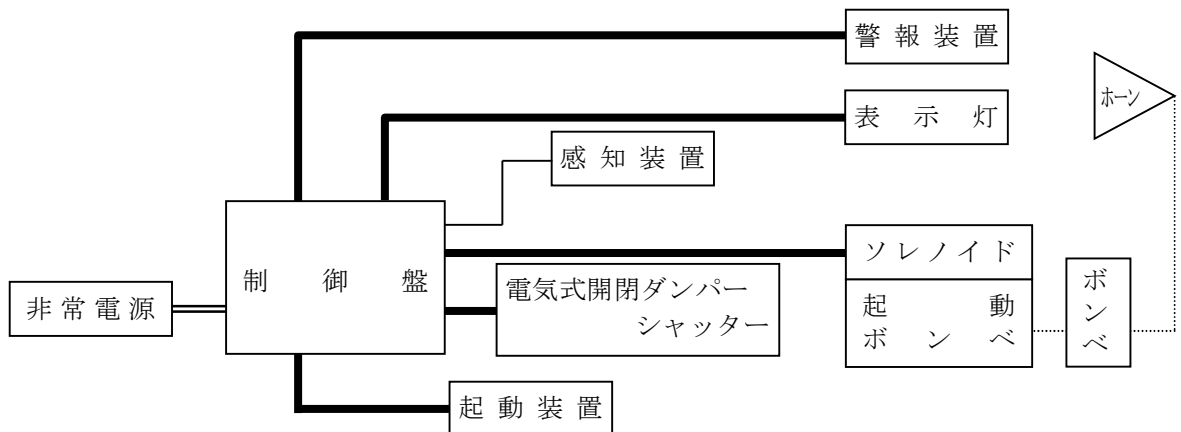 警報装置
表示灯
ホーン
感知装置
制御盤
ソレノイド
非常電源
電気式開閉ダンパー
シャッター
起動
ボンベ
ボンベ
起動装置